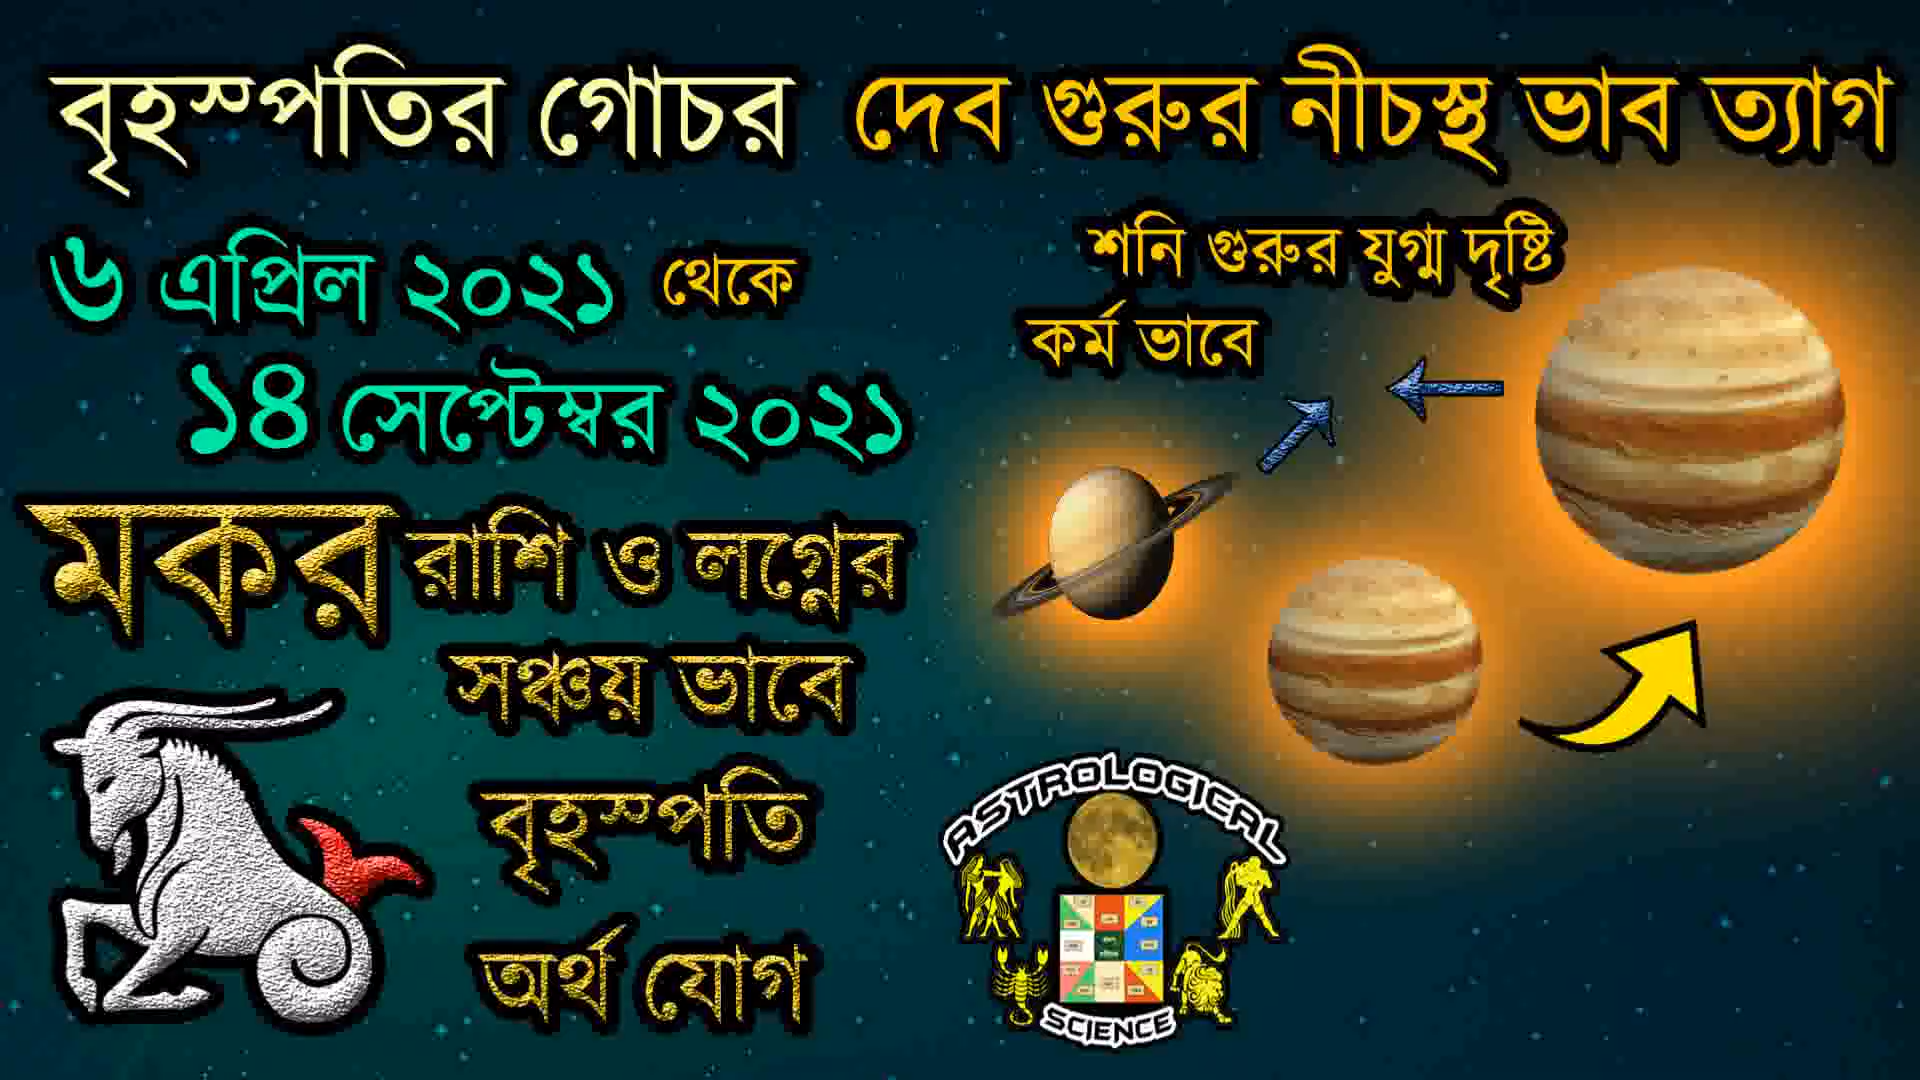 বৃহস্পতির গোচর দেব গুরুর নীচস্থ ভাব ত্যাগ
৬ এপ্রিল ২০২১ থেকে
১৪ সেপ্টেম্বর ২০২১
শনি গুরুর যুগ্ম দৃষ্টি
কর্ম ভাবে
মকর রাশি ও লগ্নের
সঞ্চয় ভাবে
বৃহস্পতি
অর্থ যোগ
ASTROLOGICAL
SCIENCE